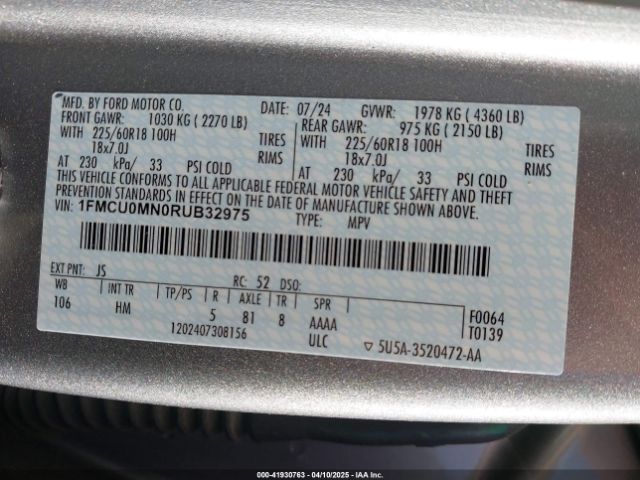 MFD. BY FORD MOTOR CO. DATE: 07/24 GVWR: 1978 KG ( 4360 LB)
FRONT GAWR: 1030 KG ( 2270 LB) REAR GAWR: 975 KG ( 2150 LB)
WITH 225/60R18 100H TIRES WITH 225/60R18 100H TIRES
18x7.0J RIMS 18x7.0J RIMS
AT 230 kPa/ 33 PSI COLD AT 230 kPa/ 33 PSI COLD
THIS VEHICLE CONFORMS TO ALL APPLICABLE FEDERAL MOTOR VEHICLE SAFETY AND THEFT
PREVENTION STANDARDS IN EFFECT ON THE DATE OF MANUFACTURE SHOWN ABOVE.
VIN: 1FMCU0MN0RUB32975 TYPE: MPV
EXT PNT: JS RC: 52 DSO:
WB INT TR TP/PS R AXLE TR SPR F0064
106 HM 5 81 8 AAAA T0139
1202407308156 ULC ▽ 5U5A-3520472-AA
000-41930763 - 04/10/2025 - IAA Inc.